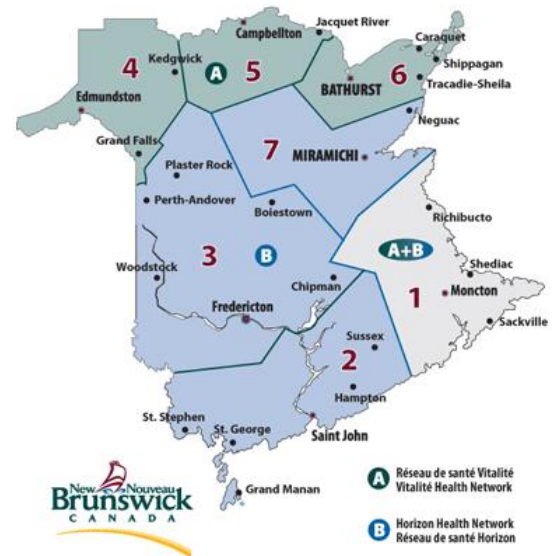 Jacquet River
Campbellton
Caraquet
Kedgwick
Shippagan
4
A
5
6
BATHURST
Tracadie-Sheila
Edmundston
Neguac
Grand Falls
7
MIRAMICHI
Plaster Rock
Perth-Andover
Boiestown
Richibucto
A+B
3
B
Woodstock
Shediac
Chipman
1
Moncton
Fredericton
Sackville
2
Sussex
Hampton
St. Stephen
St. George
Saint John
Grand Manan
New Nouveau
Brunswick
CANADA
A
Réseau de santé Vitalité
Vitalité Health Network
B
Horizon Health Network
Réseau de santé Horizon